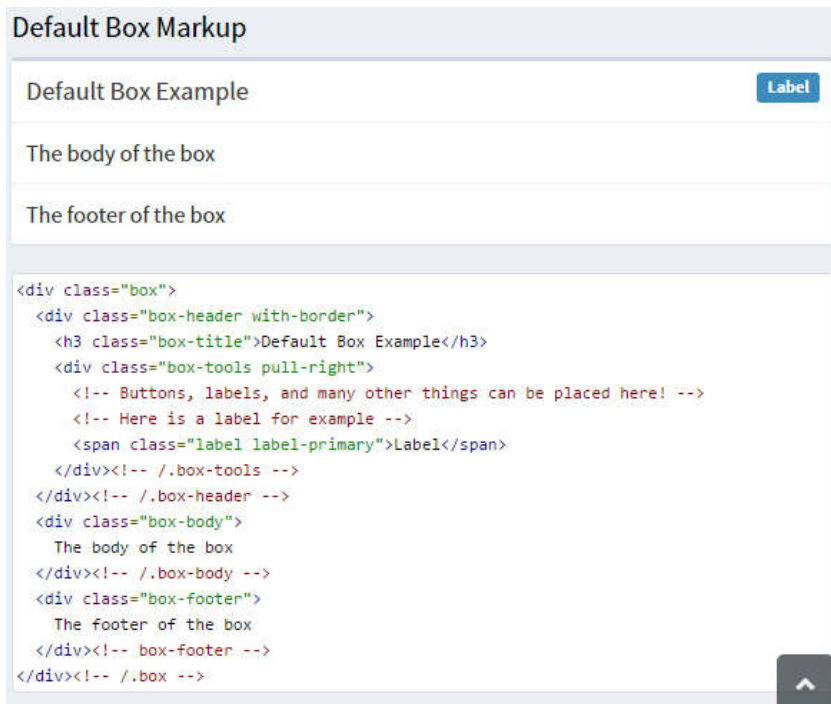 Default Box Markup
Default Box Example Label
The body of the box
The footer of the box
<div class="box">
  <div class="box-header with-border">
    <h3 class="box-title">Default Box Example</h3>
    <div class="box-tools pull-right">
      <!-- Buttons, labels, and many other things can be placed here! -->
      <!-- Here is a label for example -->
      <span class="label label-primary">Label</span>
    </div><!-- /.box-tools -->
  </div><!-- /.box-header -->
  <div class="box-body">
    The body of the box
  </div><!-- /.box-body -->
  <div class="box-footer">
    The footer of the box
  </div><!-- box-footer -->
</div><!-- /.box -->